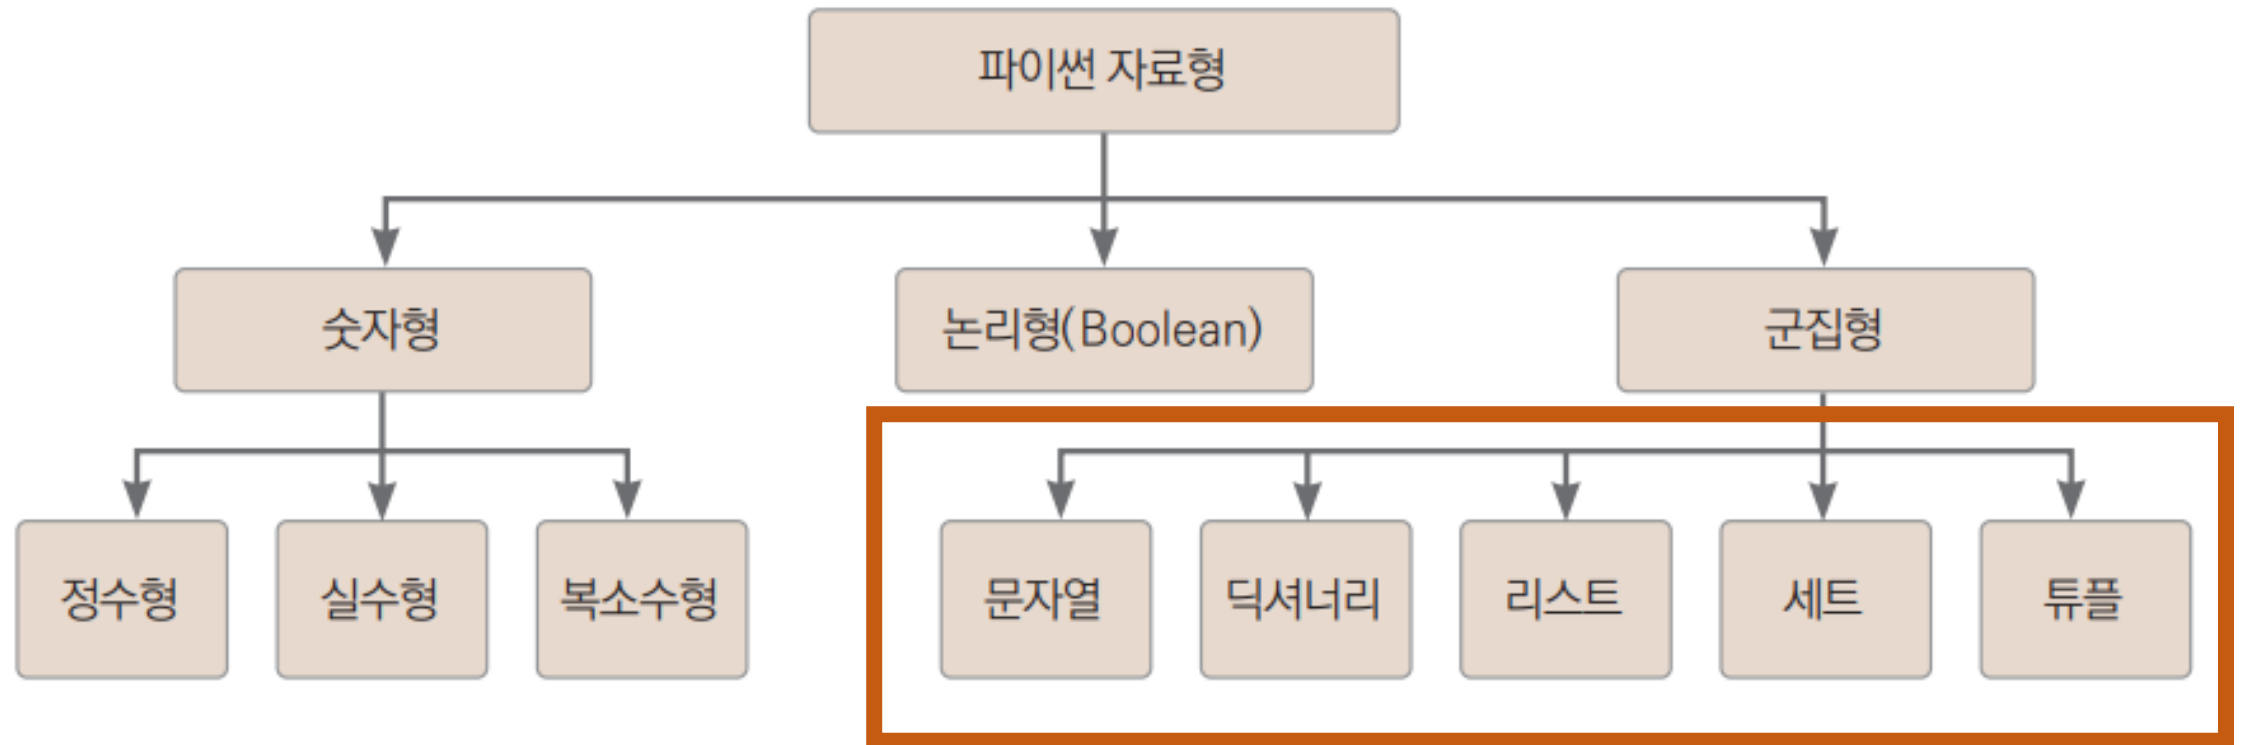 파이썬 자료형
숫자형
논리형(Boolean)
군집형
정수형
실수형
복소수형
문자열
딕셔너리
리스트
세트
튜플